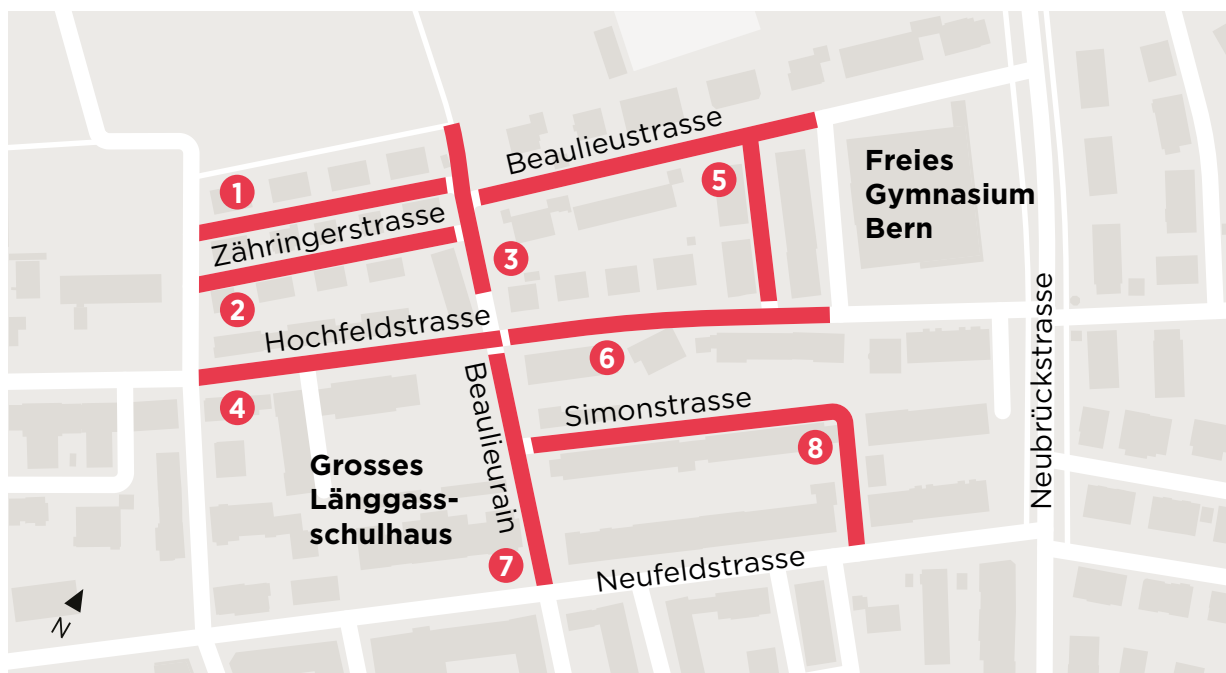 Beaulieustrasse
1
5
Freies
Gymnasium
Bern
Zähringerstrasse
3
2
Hochfeldstrasse
Neubrückstrasse
6
4
Beaulieurain
Simonstrasse
8
Grosses
Länggass-
schulhaus
7
Neufeldstrasse
N